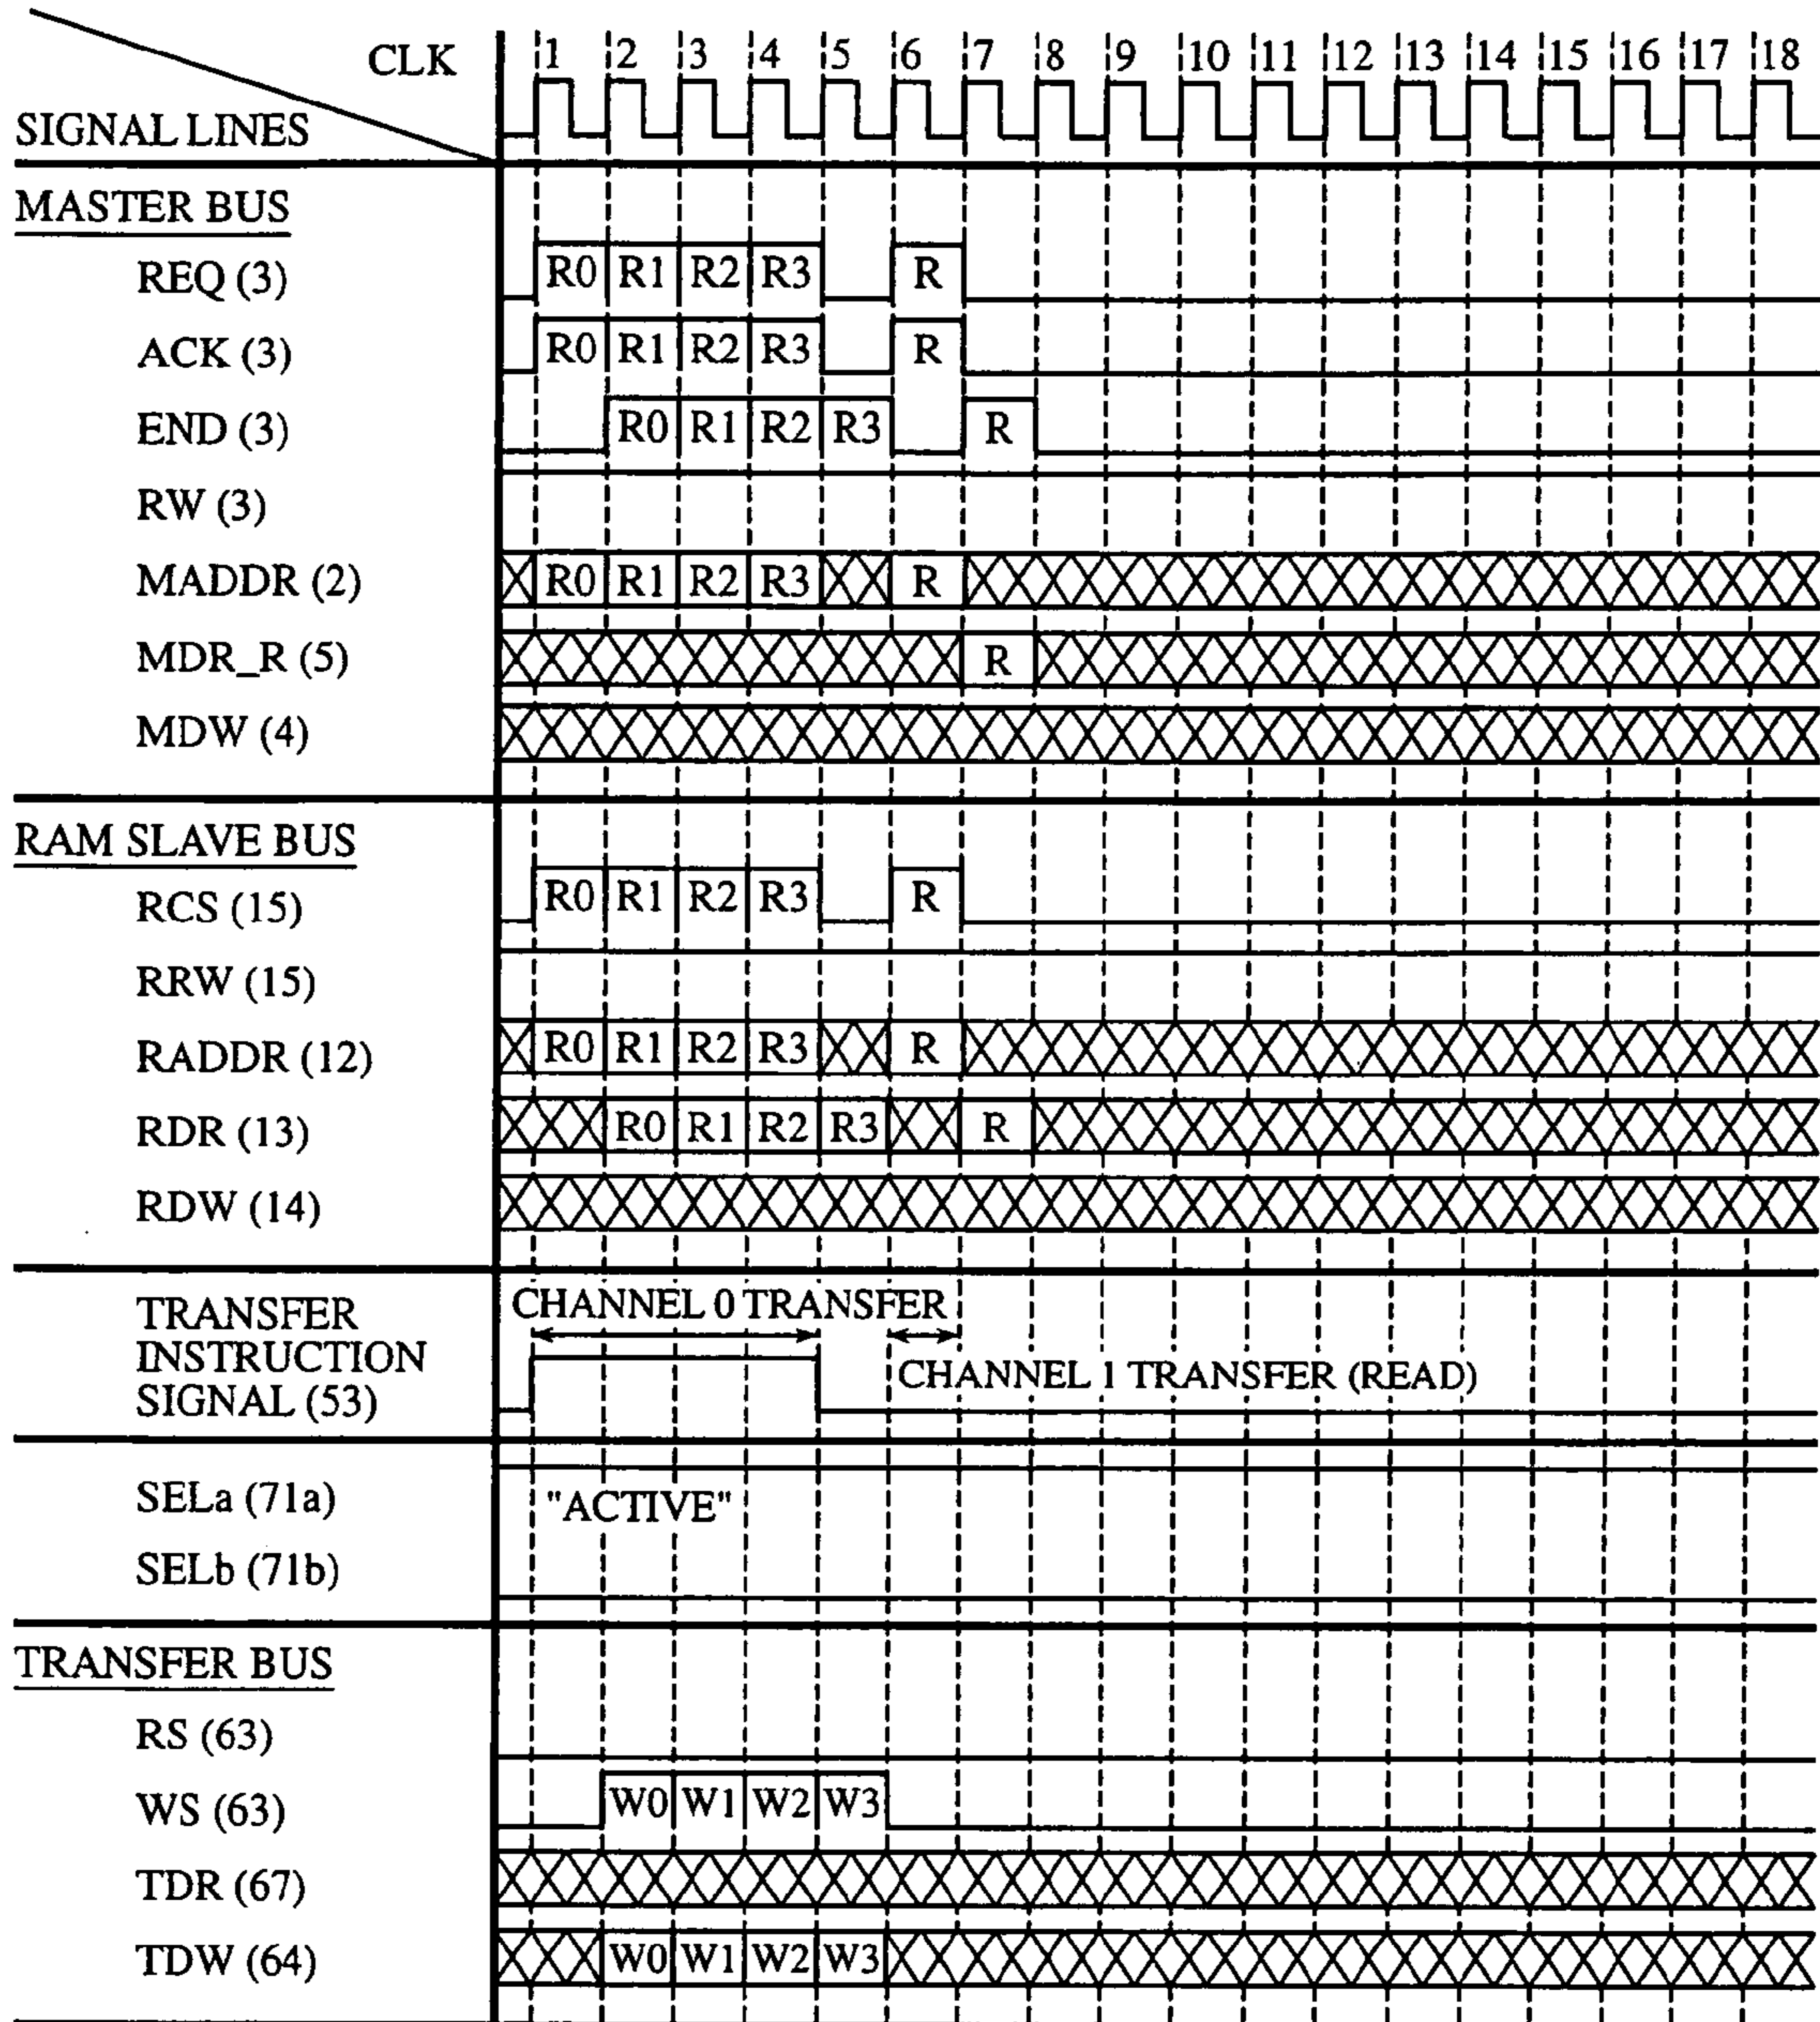 CLK 1 2 3 4 5 6 7 8 9 10 11 12 13 14 15 16 17 18
SIGNAL LINES
MASTER BUS
REQ (3) R0 R1 R2 R3 R
ACK (3) R0 R1 R2 R3 R
END (3) R0 R1 R2 R3 R
RW (3)
MADDR (2) R0 R1 R2 R3 R
MDR_R (5) R
MDW (4)
RAM SLAVE BUS
RCS (15) R0 R1 R2 R3 R
RRW (15)
RADDR (12) R0 R1 R2 R3 R
RDR (13) R0 R1 R2 R3 R
RDW (14)
TRANSFER
INSTRUCTION
SIGNAL (53)
CHANNEL 0 TRANSFER
CHANNEL 1 TRANSFER (READ)
SELa (71a)
"ACTIVE"
SELb (71b)
TRANSFER BUS
RS (63)
WS (63) W0 W1 W2 W3
TDR (67)
TDW (64) W0 W1 W2 W3